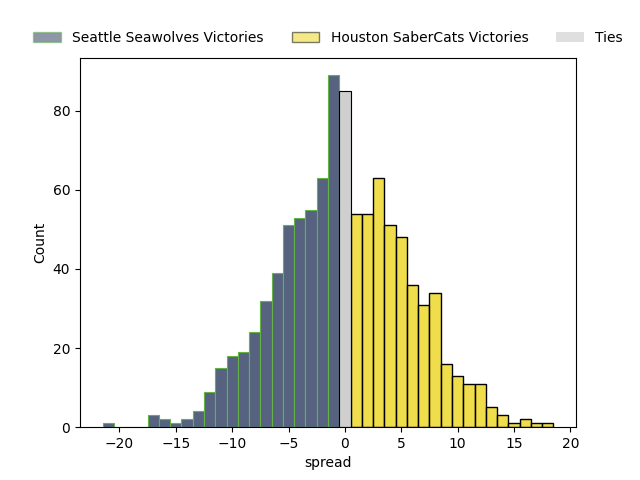 Seattle Seawolves Victories Houston SaberCats Victories Ties
80
60
40
20
0
Count
−20 −15 −10 −5 0 5 10 15 20
spread